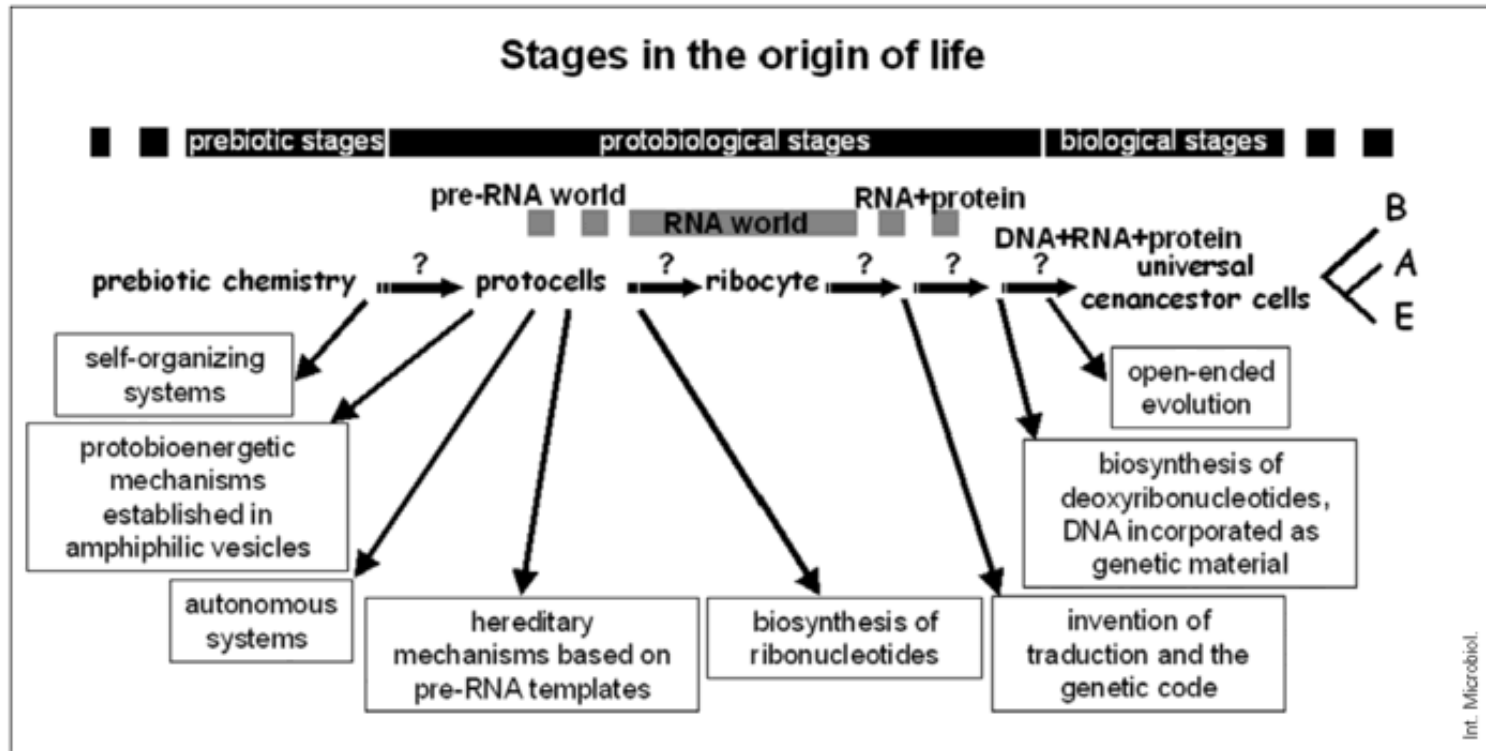 Stages in the origin of life
prebiotic stages
protobiological stages
biological stages
pre-RNA world
RNA world
RNA+protein
DNA+RNA+protein
prebiotic chemistry
?
protocells
?
ribocyte
?
?
?
universal
cenancestor cells
B
A
E
self-organizing
systems
protobioenergetic
mechanisms
established in
amphiphilic vesicles
autonomous
systems
hereditary
mechanisms based on
pre-RNA templates
biosynthesis of
ribonucleotides
invention of
traduction and the
genetic code
biosynthesis of
deoxyribonucleotides,
DNA incorporated as
genetic material
open-ended
evolution
Int. Microbiol.